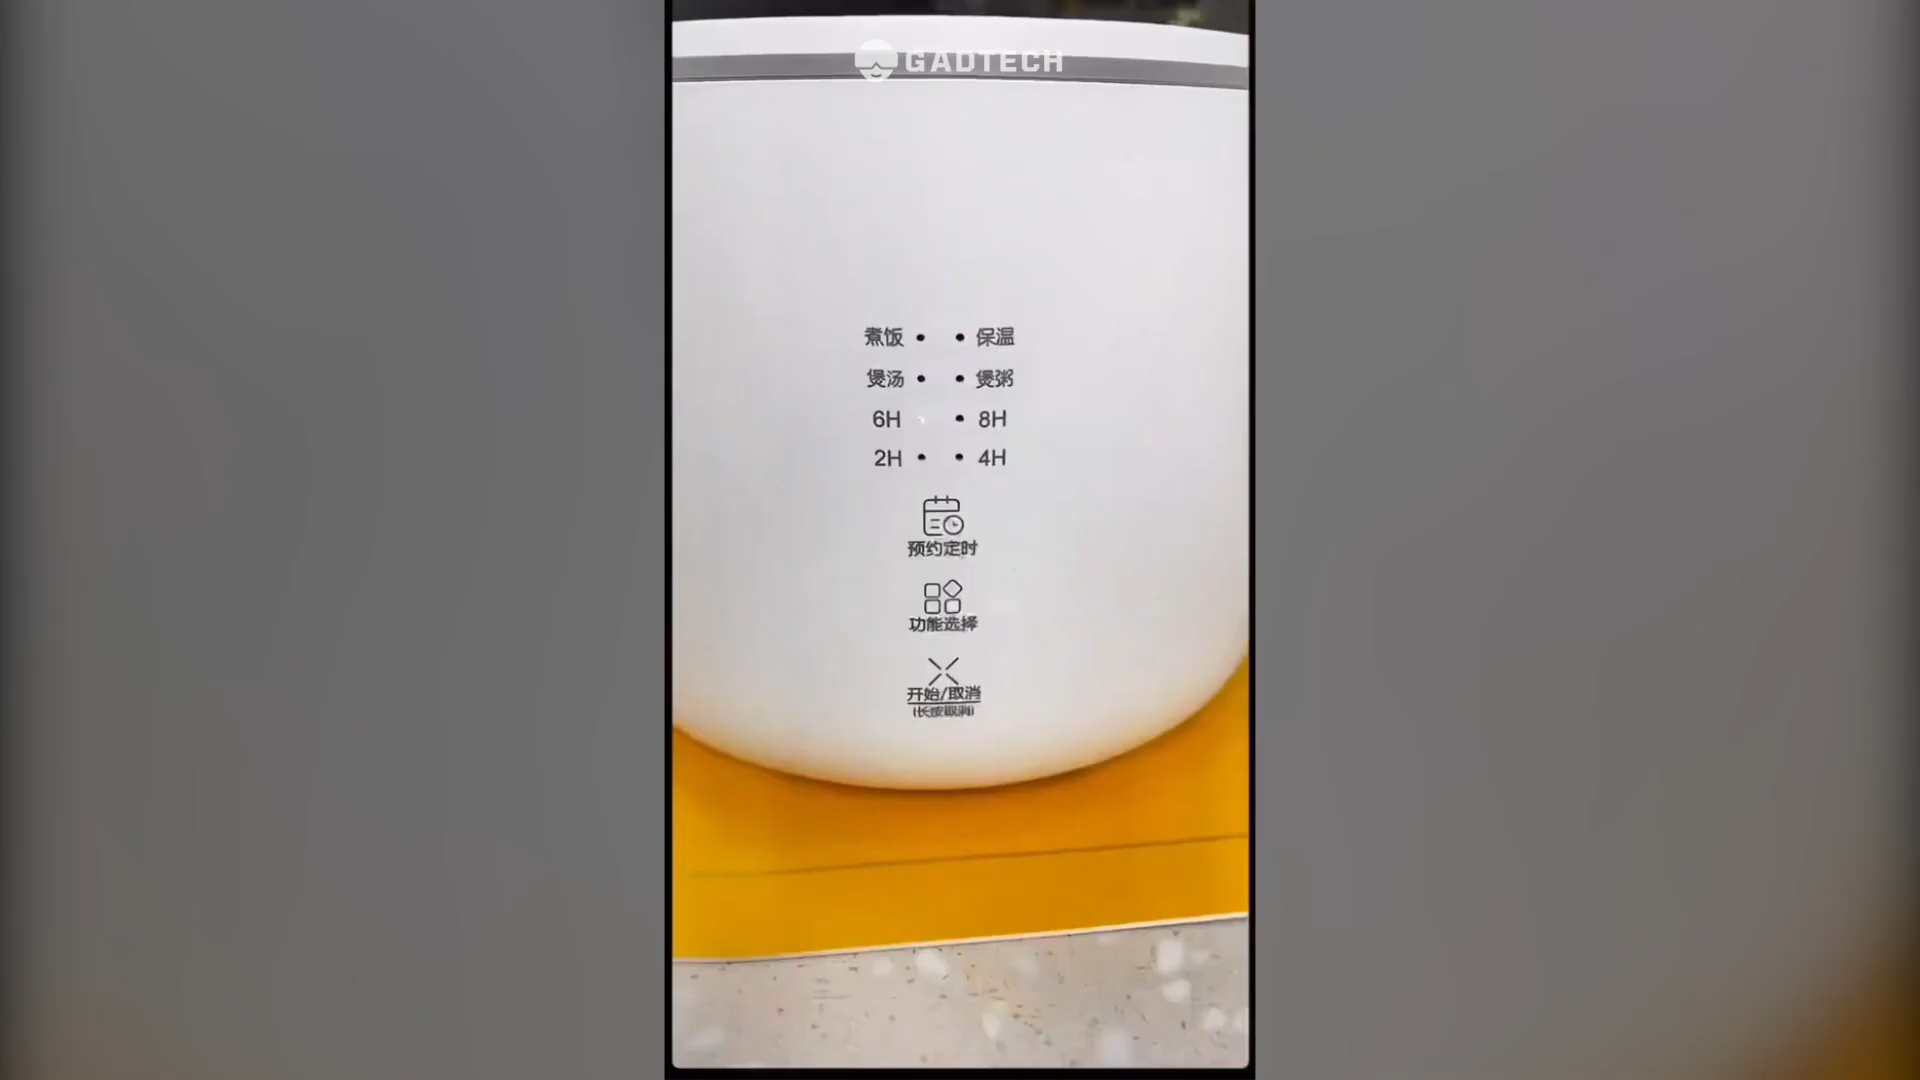 GADTECH
煮饭 保温
煲汤 煲粥
6H 8H
2H 4H
预约定时
功能选择
开始/取消
(长按取消)